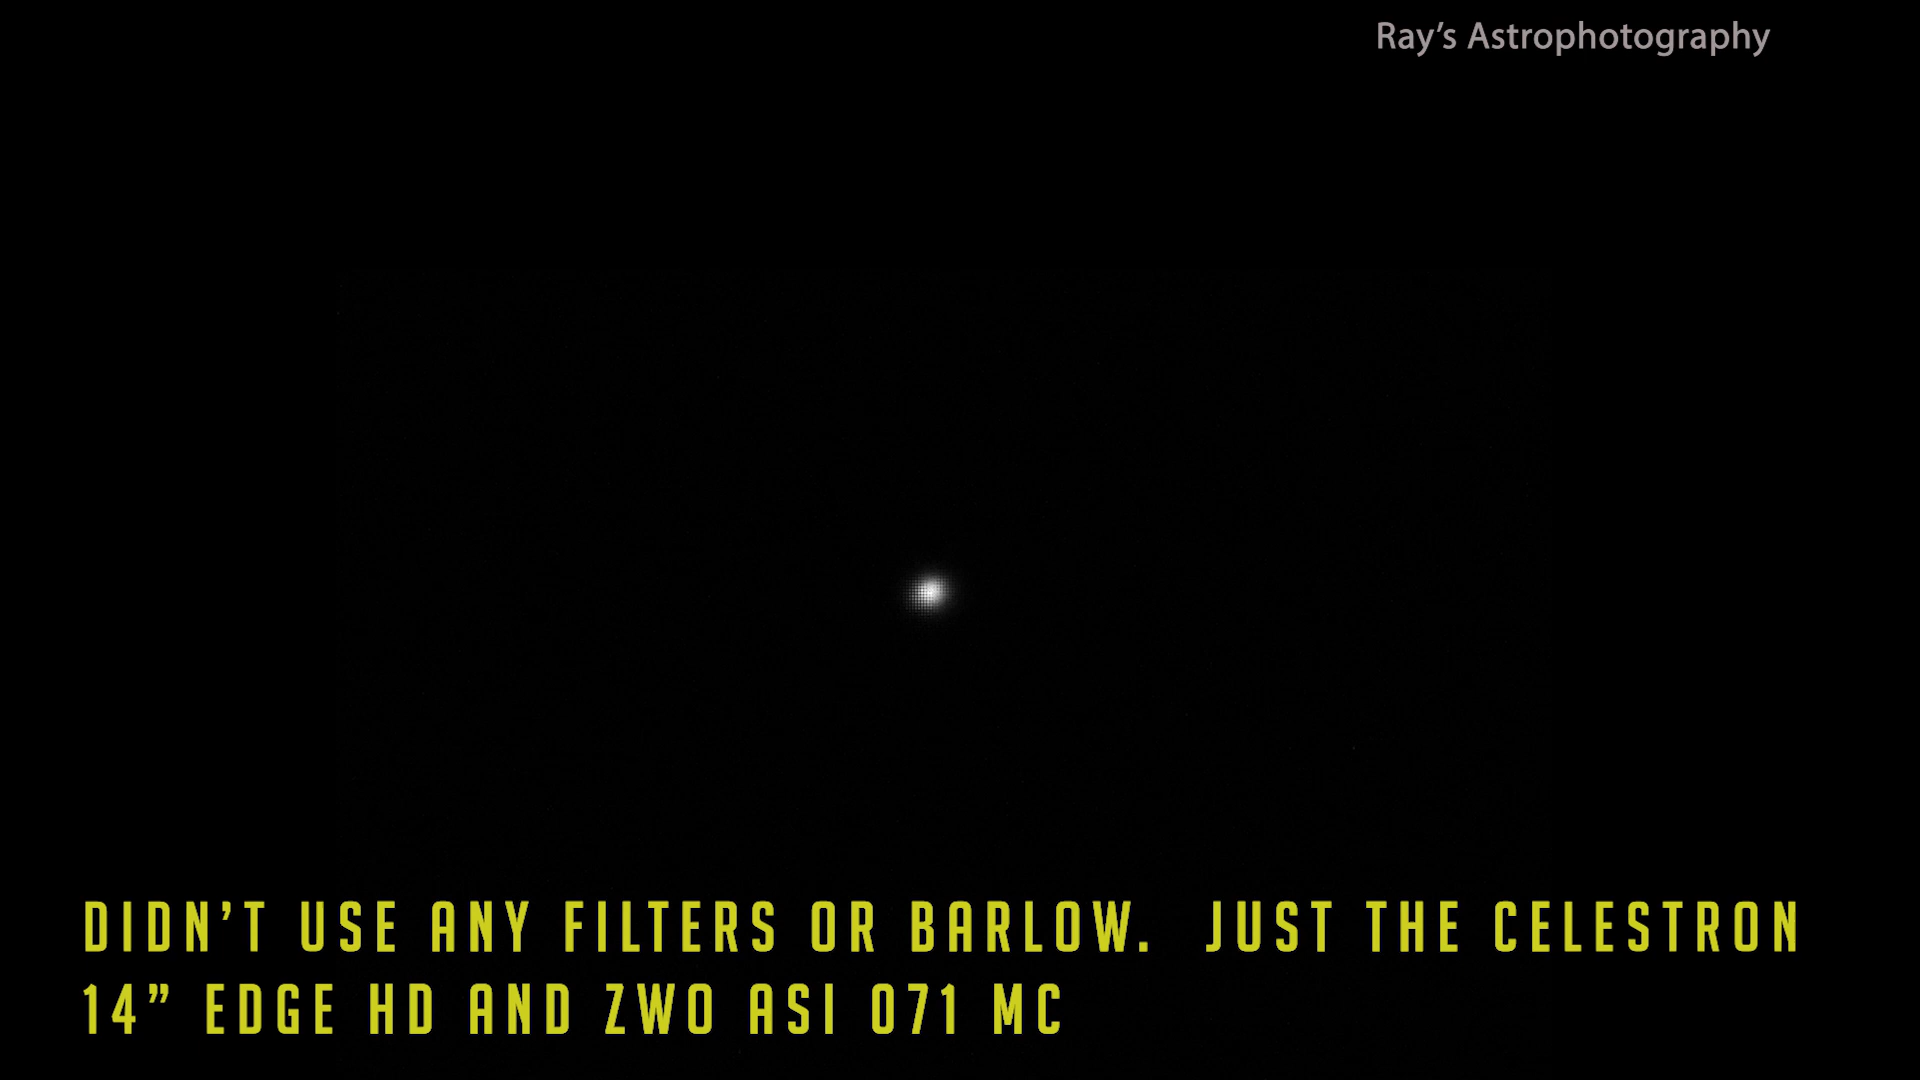 Ray’s Astrophotography
DIDN’T USE ANY FILTERS OR BARLOW. JUST THE CELESTRON
14” EDGE HD AND ZWO ASI 071 MC